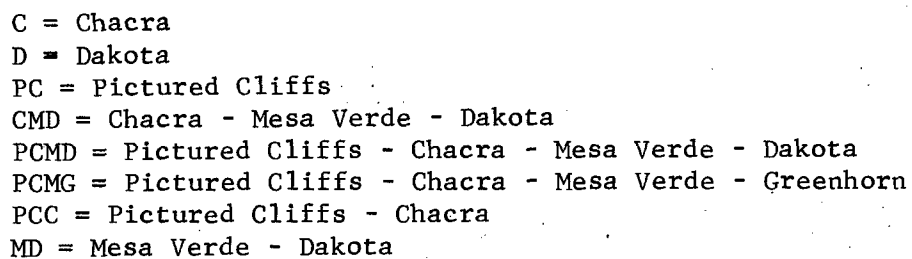 C = Chacra
D = Dakota
PC = Pictured Cliffs
CMD = Chacra - Mesa Verde - Dakota
PCMD = Pictured Cliffs - Chacra - Mesa Verde - Dakota
PCMG = Pictured Cliffs - Chacra - Mesa Verde - Greenhorn
PCC = Pictured Cliffs - Chacra
MD = Mesa Verde - Dakota